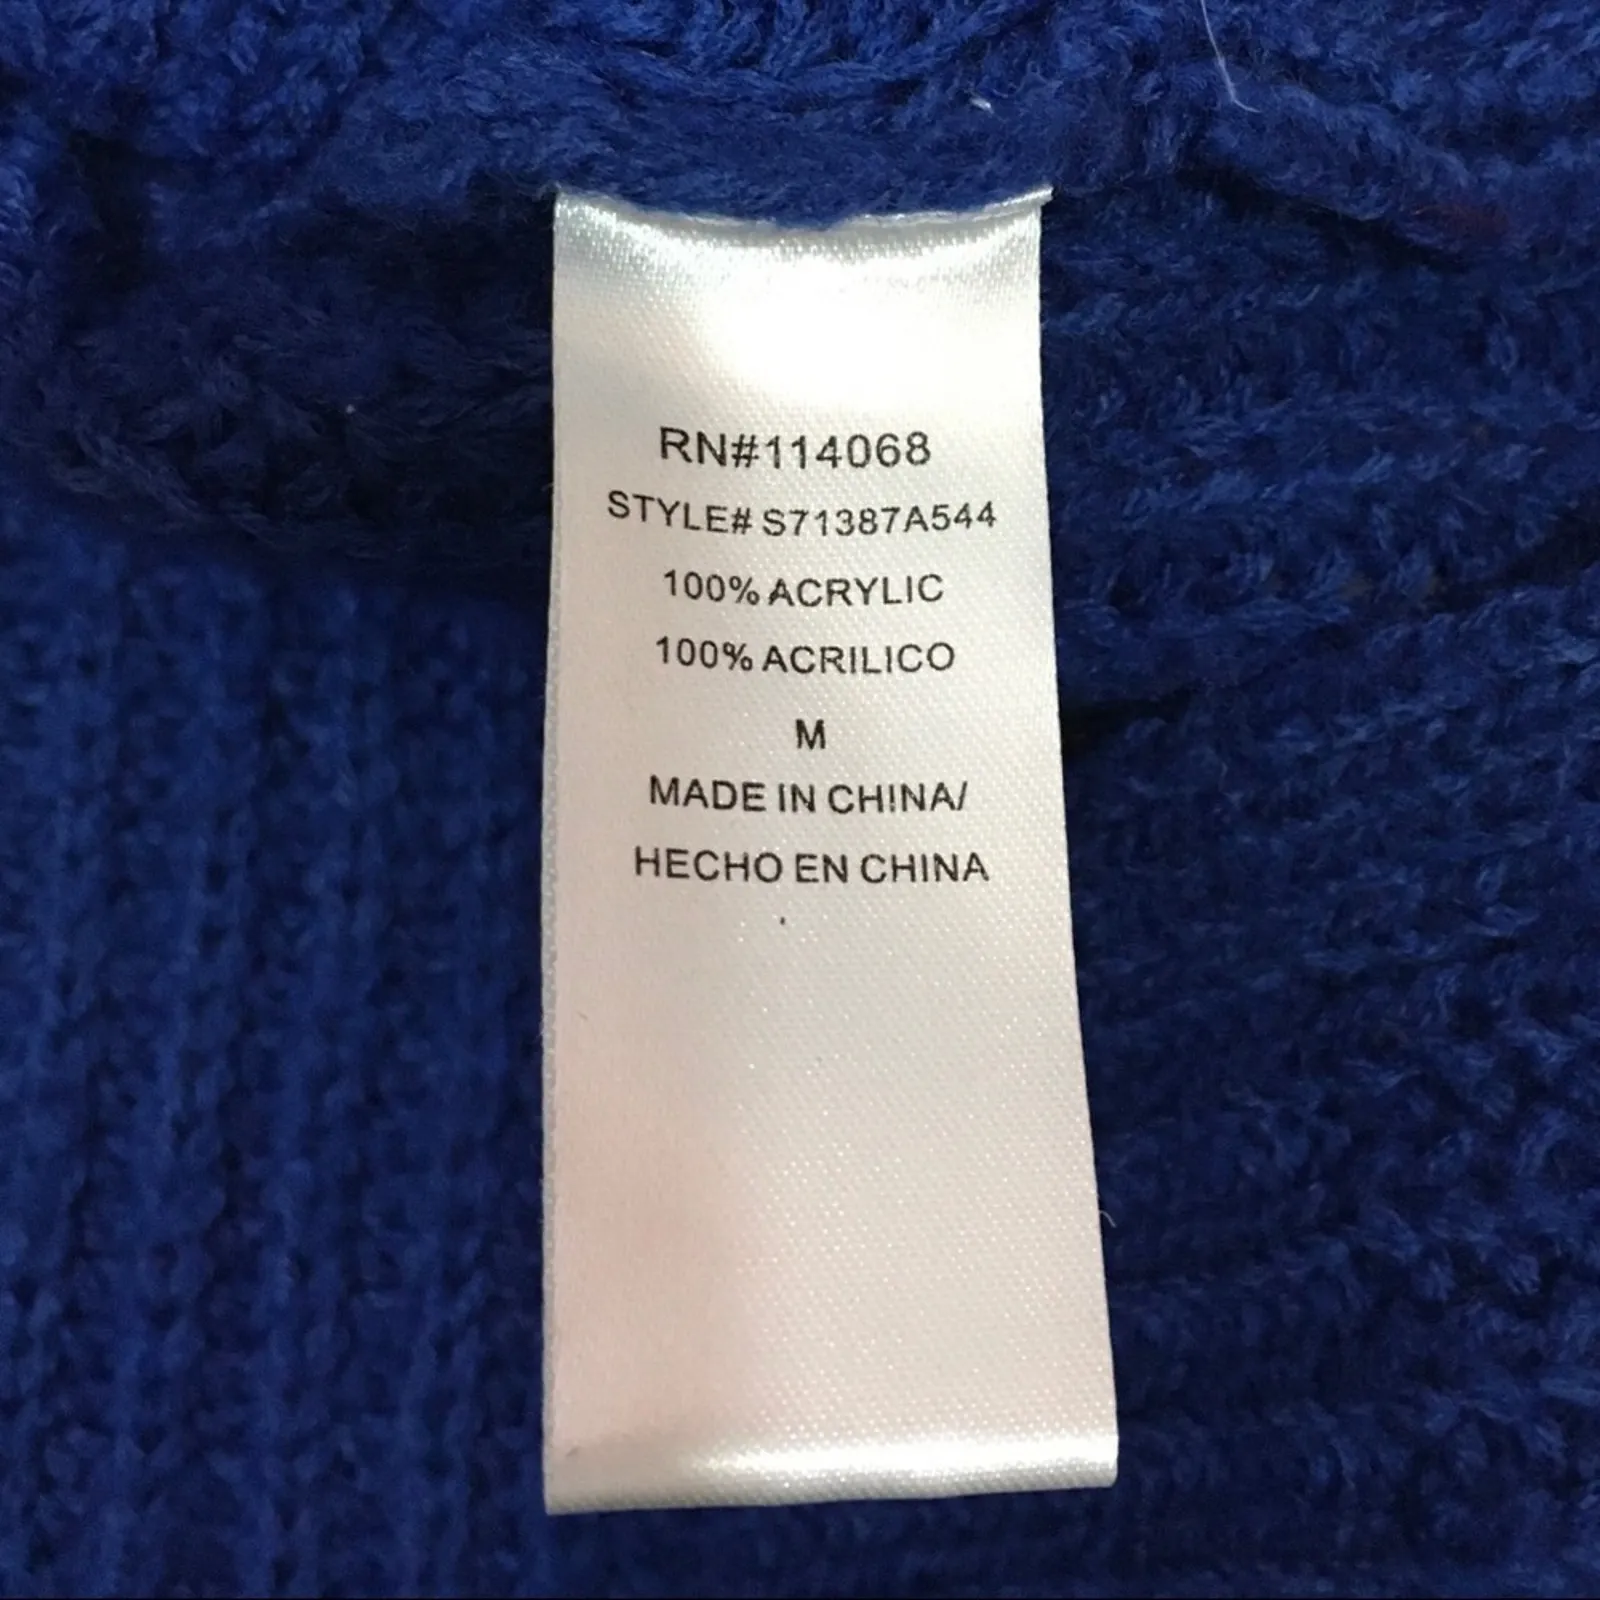 RN#114068
STYLE# S71387A544
100% ACRYLIC
100% ACRILICO
M
MADE IN CHINA/
HECHO EN CHINA